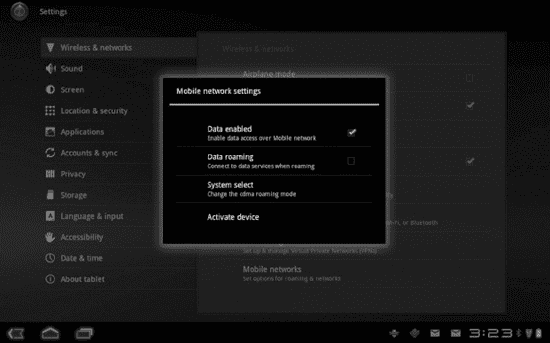 Settings
Wireless & networks
Sound
Screen
Location & security
Applications
Accounts & sync
Privacy
Storage
Language & input
Accessibility
Date & time
About tablet
Wireless & networks
Airplane mode
Mobile network settings
Data enabled
Enable data access over Mobile network
Data roaming
Connect to data services when roaming
System select
Change the cdma roaming mode
Activate device
or Bluetooth
Set up & manage Virtual Private Networks (VPNs)
Mobile networks
Set options for roaming & networks
3:23